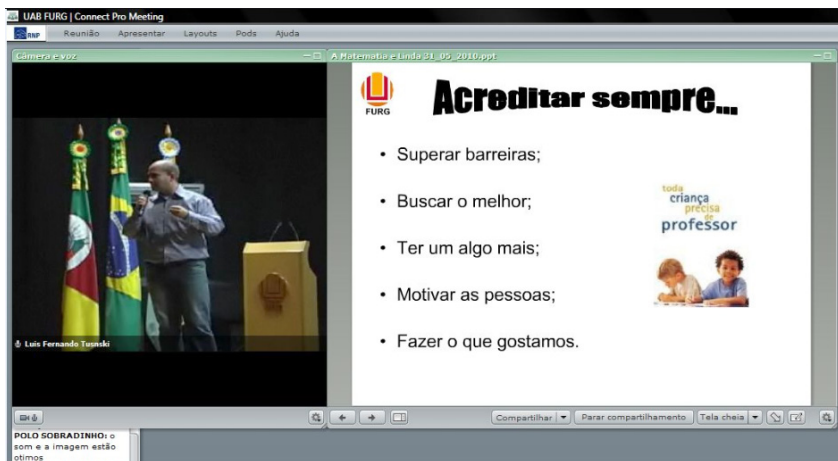 UAB FURG | Connect Pro Meeting
RNP Reunião Apresentar Layouts Pods Ajuda
Câmera e voz
A Matematia e Linda 31_05_2010.ppt
FURG
Acreditar sempre...
• Superar barreiras;
• Buscar o melhor;
• Ter um algo mais;
• Motivar as pessoas;
• Fazer o que gostamos.
toda
criança
precisa
de
professor
Luis Fernando Tusnski
Compartilhar Parar compartilhamento Tela cheia
POLO SOBRADINHO: o
som e a imagem estão
otimos